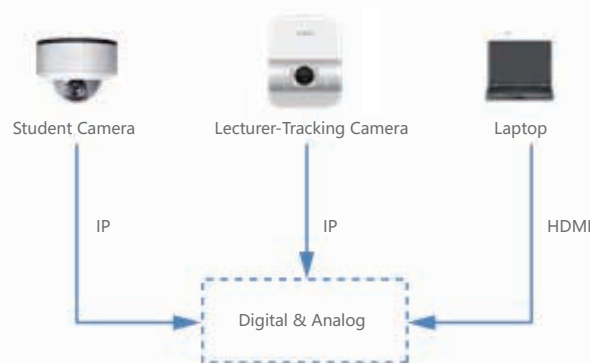 Student Camera
Lecturer-Tracking Camera
Laptop
IP
IP
HDMI
Digital & Analog